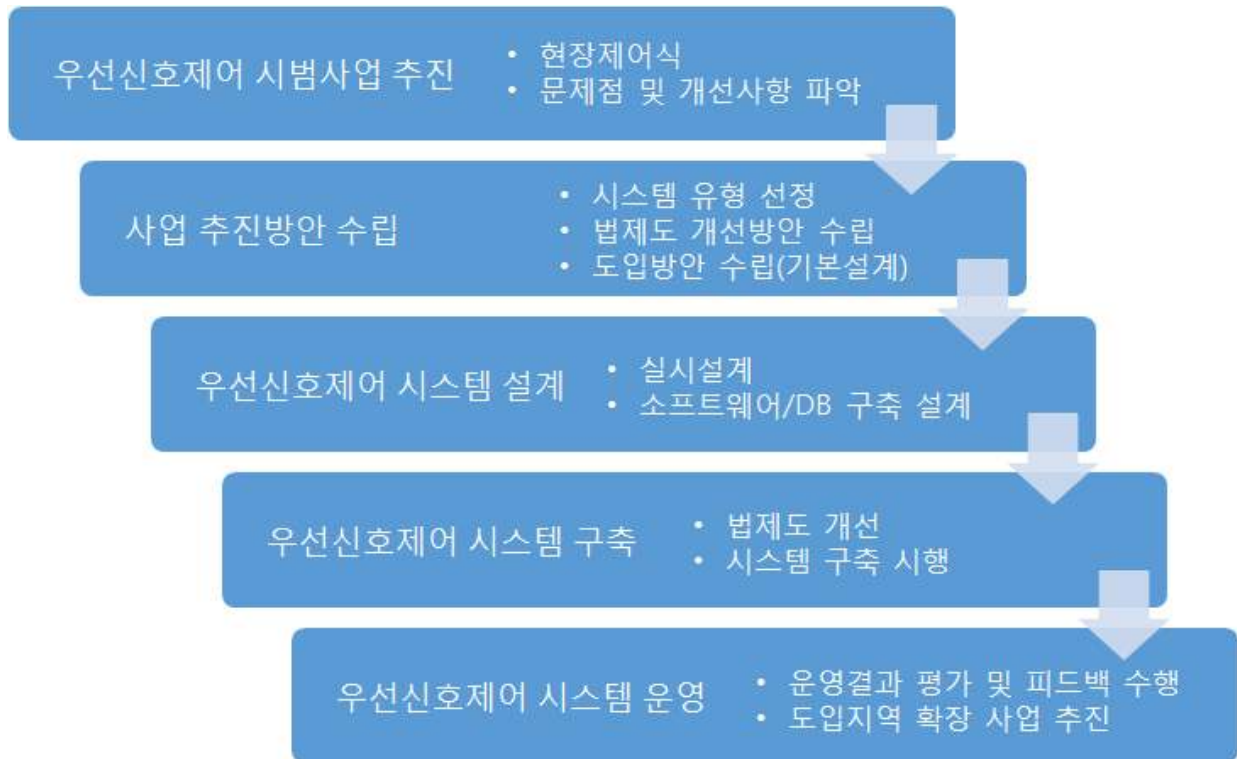 우선신호제어 시범사업 추진
• 현장제어식
• 문제점 및 개선사항 파악
사업 추진방안 수립
• 시스템 유형 선정
• 법제도 개선방안 수립
• 도입방안 수립(기본설계)
우선신호제어 시스템 설계
• 실시설계
• 소프트웨어/DB 구축 설계
우선신호제어 시스템 구축
• 법제도 개선
• 시스템 구축 시행
우선신호제어 시스템 운영
• 운영결과 평가 및 피드백 수행
• 도입지역 확장 사업 추진